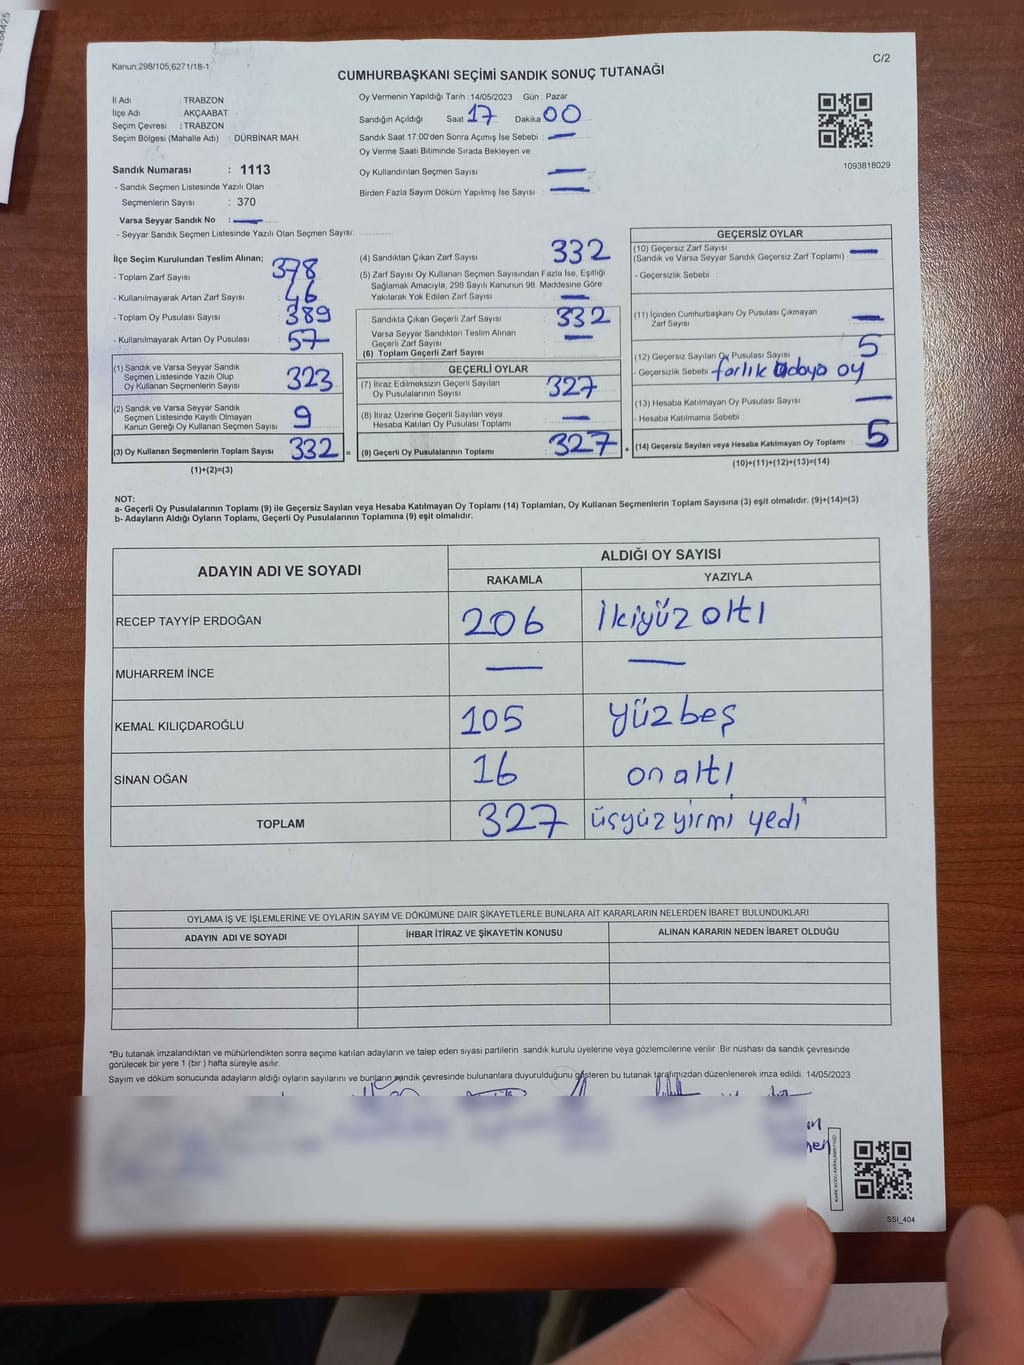 Kanun;298/105,6271/18-1
C/2
CUMHURBAŞKANI SEÇİMİ SANDIK SONUÇ TUTANAĞI
İl Adı : TRABZON
İlçe Adı : AKÇAABAT
Seçim Çevresi : TRABZON
Seçim Bölgesi (Mahalle Adı) : DÜRBINAR MAH.
Oy Vermenin Yapıldığı Tarih : 14/05/2023 Gün : Pazar
Sandığın Açıldığı Saat 17 Dakika 00
Sandık Saat 17:00'den Sonra Açımış İse Sebebi : —
Oy Verme Saati Bitiminde Sırada Bekleyen ve
Oy Kullandırılan Seçmen Sayısı —
Birden Fazla Sayım Döküm Yapılmış İse Sayısı : —
1093818029
Sandık Numarası : 1113
- Sandık Seçmen Listesinde Yazılı Olan
Seçmenlerin Sayısı : 370
Varsa Seyyar Sandık No : —
- Seyyar Sandık Seçmen Listesinde Yazılı Olan Seçmen Sayısı:
İlçe Seçim Kurulundan Teslim Alınan;
- Toplam Zarf Sayısı 378
- Kullanılmayarak Artan Zarf Sayısı : 46
- Toplam Oy Pusulası Sayısı : 389
- Kullanılmayarak Artan Oy Pusulası : 57
(1) Sandık ve Varsa Seyyar Sandık
Seçmen Listesinde Yazılı Olup
Oy Kullanan Seçmenlerin Sayısı : 323
(2) Sandık ve Varsa Seyyar Sandık
Seçmen Listesinde Kayıtlı Olmayan
Kanun Gereği Oy Kullanan Seçmen Sayısı : 9
(3) Oy Kullanan Seçmenlerin Toplam Sayısı : 332 =
(1)+(2)=(3)
(4) Sandıktan Çıkan Zarf Sayısı : 332
(5) Zarf Sayısı Oy Kullanan Seçmen Sayısından Fazla İse, Eşitliği
Sağlamak Amacıyla, 298 Sayılı Kanunun 98. Maddesine Göre
Yakılarak Yok Edilen Zarf Sayısı : —
Sandıkta Çıkan Geçerli Zarf Sayısı : 332
Varsa Seyyar Sandıktan Teslim Alınan
Geçerli Zarf Sayısı : —
(6) Toplam Geçerli Zarf Sayısı
GEÇERLİ OYLAR
(7) İtiraz Edilmeksizin Geçerli Sayılan
Oy Pusulalarının Sayısı : 327
(8) İtiraz Üzerine Geçerli Sayılan veya
Hesaba Katılan Oy Pusulası Toplamı : —
(9) Geçerli Oy Pusulalarının Toplamı : 327 +
GEÇERSİZ OYLAR
(10) Geçersiz Zarf Sayısı
(Sandık ve Varsa Seyyar Sandık Geçersiz Zarf Toplamı) : —
- Geçersizlik Sebebi :
(11) İçinden Cumhurbaşkanı Oy Pusulası Çıkmayan
Zarf Sayısı : —
(12) Geçersiz Sayılan Oy Pusulası Sayısı : 5
- Geçersizlik Sebebi farlık adaya oy
(13) Hesaba Katılmayan Oy Pusulası Sayısı : —
- Hesaba Katılmama Sebebi :
(14) Geçersiz Sayılan veya Hesaba Katılmayan Oy Toplamı : 5
(10)+(11)+(12)+(13)=(14)
NOT:
a- Geçerli Oy Pusulalarının Toplamı (9) ile Geçersiz Sayılan veya Hesaba Katılmayan Oy Toplamı (14) Toplamları, Oy Kullanan Seçmenlerin Toplam Sayısına (3) eşit olmalıdır. (9)+(14)=(3)
b- Adayların Aldığı Oyların Toplamı, Geçerli Oy Pusulalarının Toplamına (9) eşit olmalıdır.
ADAYIN ADI VE SOYADI
ALDIĞI OY SAYISI
RAKAMLA YAZIYLA
RECEP TAYYİP ERDOĞAN 206 ikiyüz altı
MUHARREM İNCE — —
KEMAL KILIÇDAROĞLU 105 yüzbeş
SİNAN OĞAN 16 on altı
TOPLAM 327 üçyüz yirmi yedi
OYLAMA İŞ VE İŞLEMLERİNE VE OYLARIN SAYIM VE DÖKÜMÜNE DAİR ŞİKAYETLERLE BUNLARA AİT KARARLARIN NELERDEN İBARET BULUNDUKLARI
ADAYIN ADI VE SOYADI İHBAR İTİRAZ VE ŞİKAYETİN KONUSU ALINAN KARARIN NEDEN İBARET OLDUĞU
*Bu tutanak imzalandıktan ve mühürlendikten sonra seçime katılan adayların ve talep eden siyasi partilerin sandık kurulu üyelerine veya gözlemcilerine verilir. Bir nüshası da sandık çevresinde
görülecek bir yere 1 (bir) hafta süreyle asılır.
Sayım ve döküm sonucunda adayların aldığı oyların sayılarını ve bunların sandık çevresinde bulunanlara duyurulduğunu gösteren bu tutanak tarafımızdan düzenlenerek imza edildi. 14/05/2023
KARE KODU KARALAMAYINIZ!
SSI_404